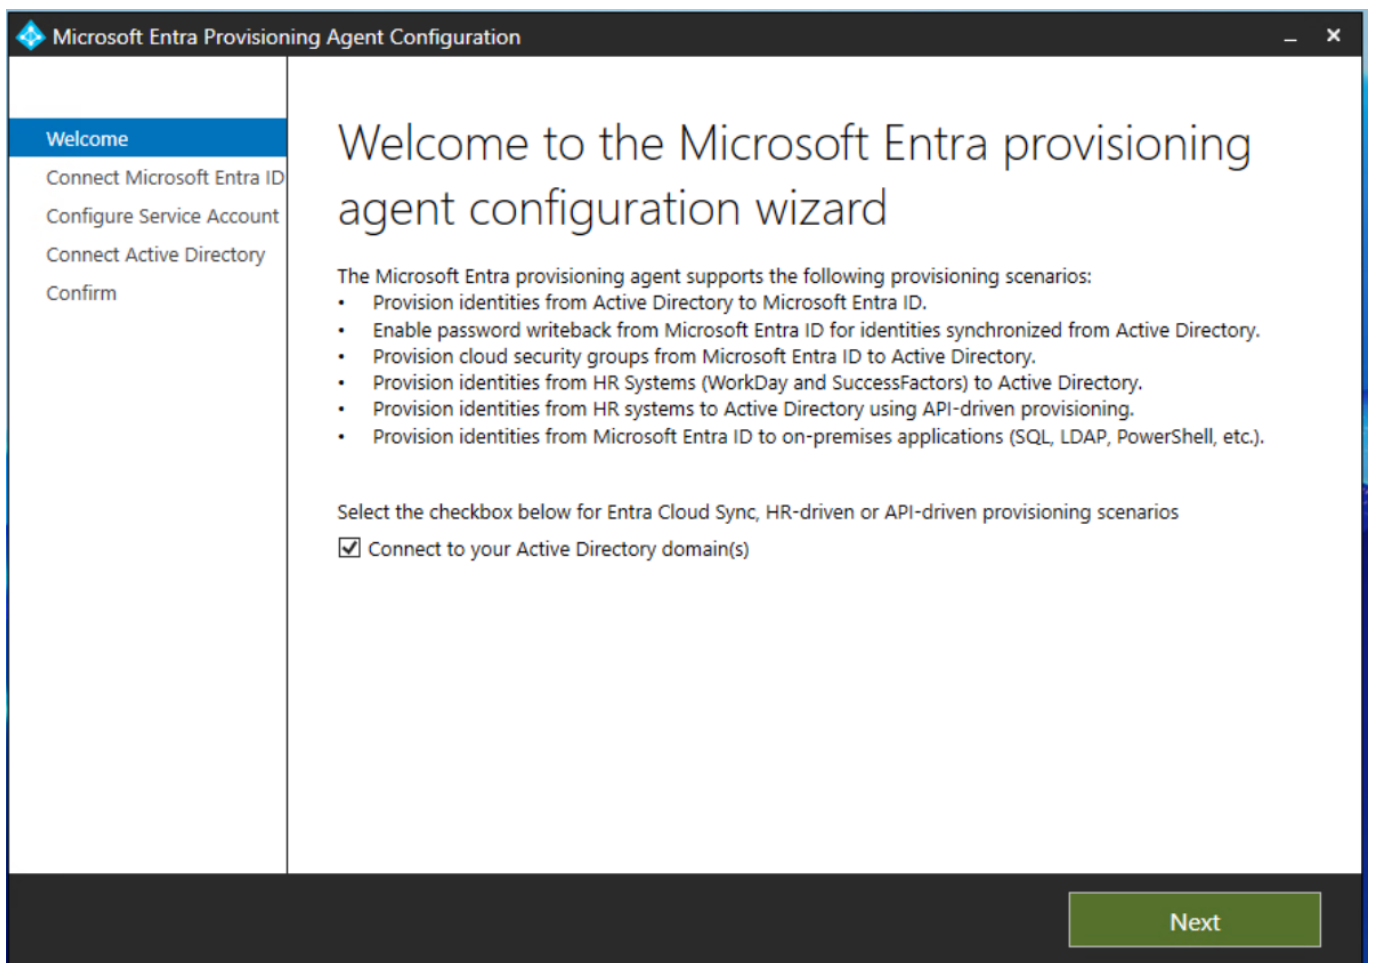 Microsoft Entra Provisioning Agent Configuration
Welcome
Connect Microsoft Entra ID
Configure Service Account
Connect Active Directory
Confirm
Welcome to the Microsoft Entra provisioning
agent configuration wizard
The Microsoft Entra provisioning agent supports the following provisioning scenarios:
• Provision identities from Active Directory to Microsoft Entra ID.
• Enable password writeback from Microsoft Entra ID for identities synchronized from Active Directory.
• Provision cloud security groups from Microsoft Entra ID to Active Directory.
• Provision identities from HR Systems (WorkDay and SuccessFactors) to Active Directory.
• Provision identities from HR systems to Active Directory using API-driven provisioning.
• Provision identities from Microsoft Entra ID to on-premises applications (SQL, LDAP, PowerShell, etc.).
Select the checkbox below for Entra Cloud Sync, HR-driven or API-driven provisioning scenarios
Connect to your Active Directory domain(s)
Next